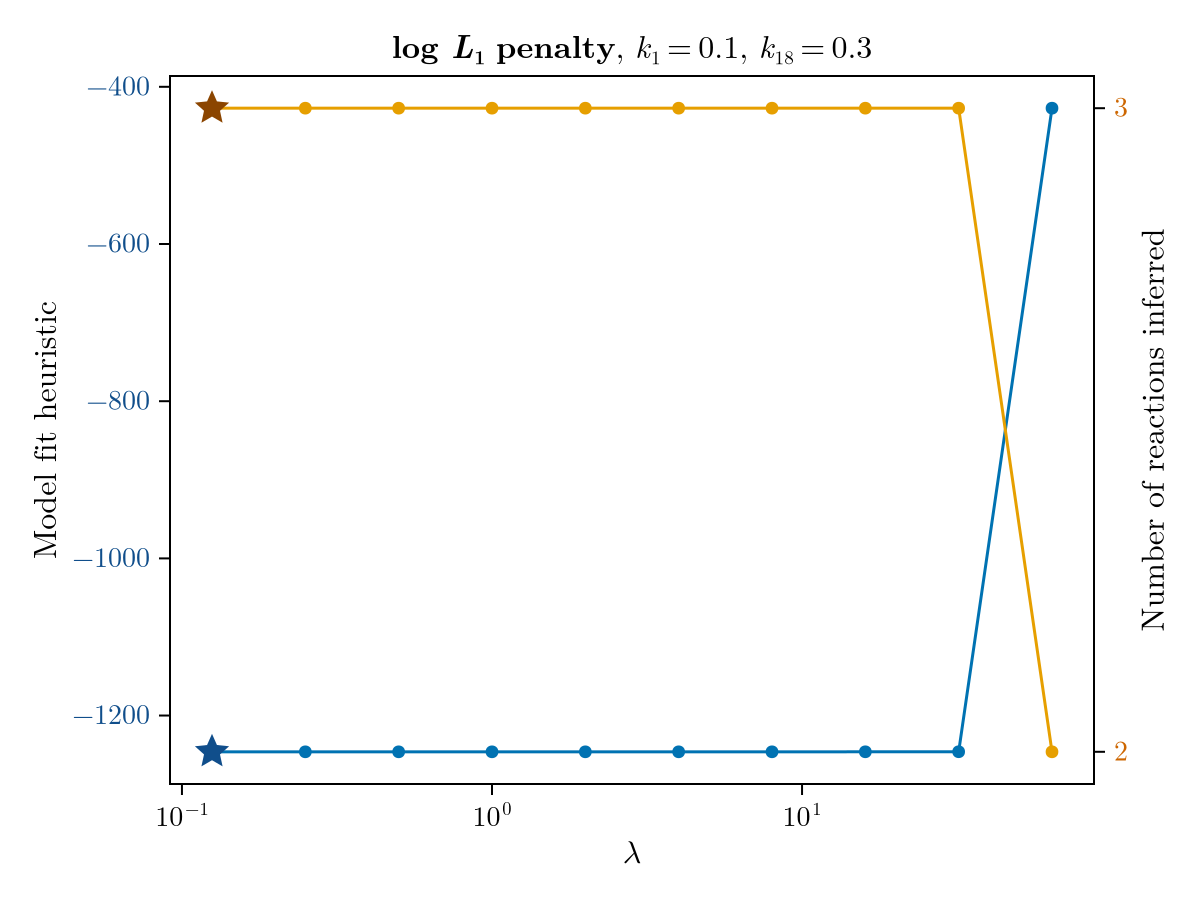 log L₁ penalty, k₁ = 0.1, k₁₈ = 0.3
Model fit heuristic
−400
−600
−800
−1000
−1200
3
2
Number of reactions inferred
10⁻¹ 10⁰ 10¹
λ